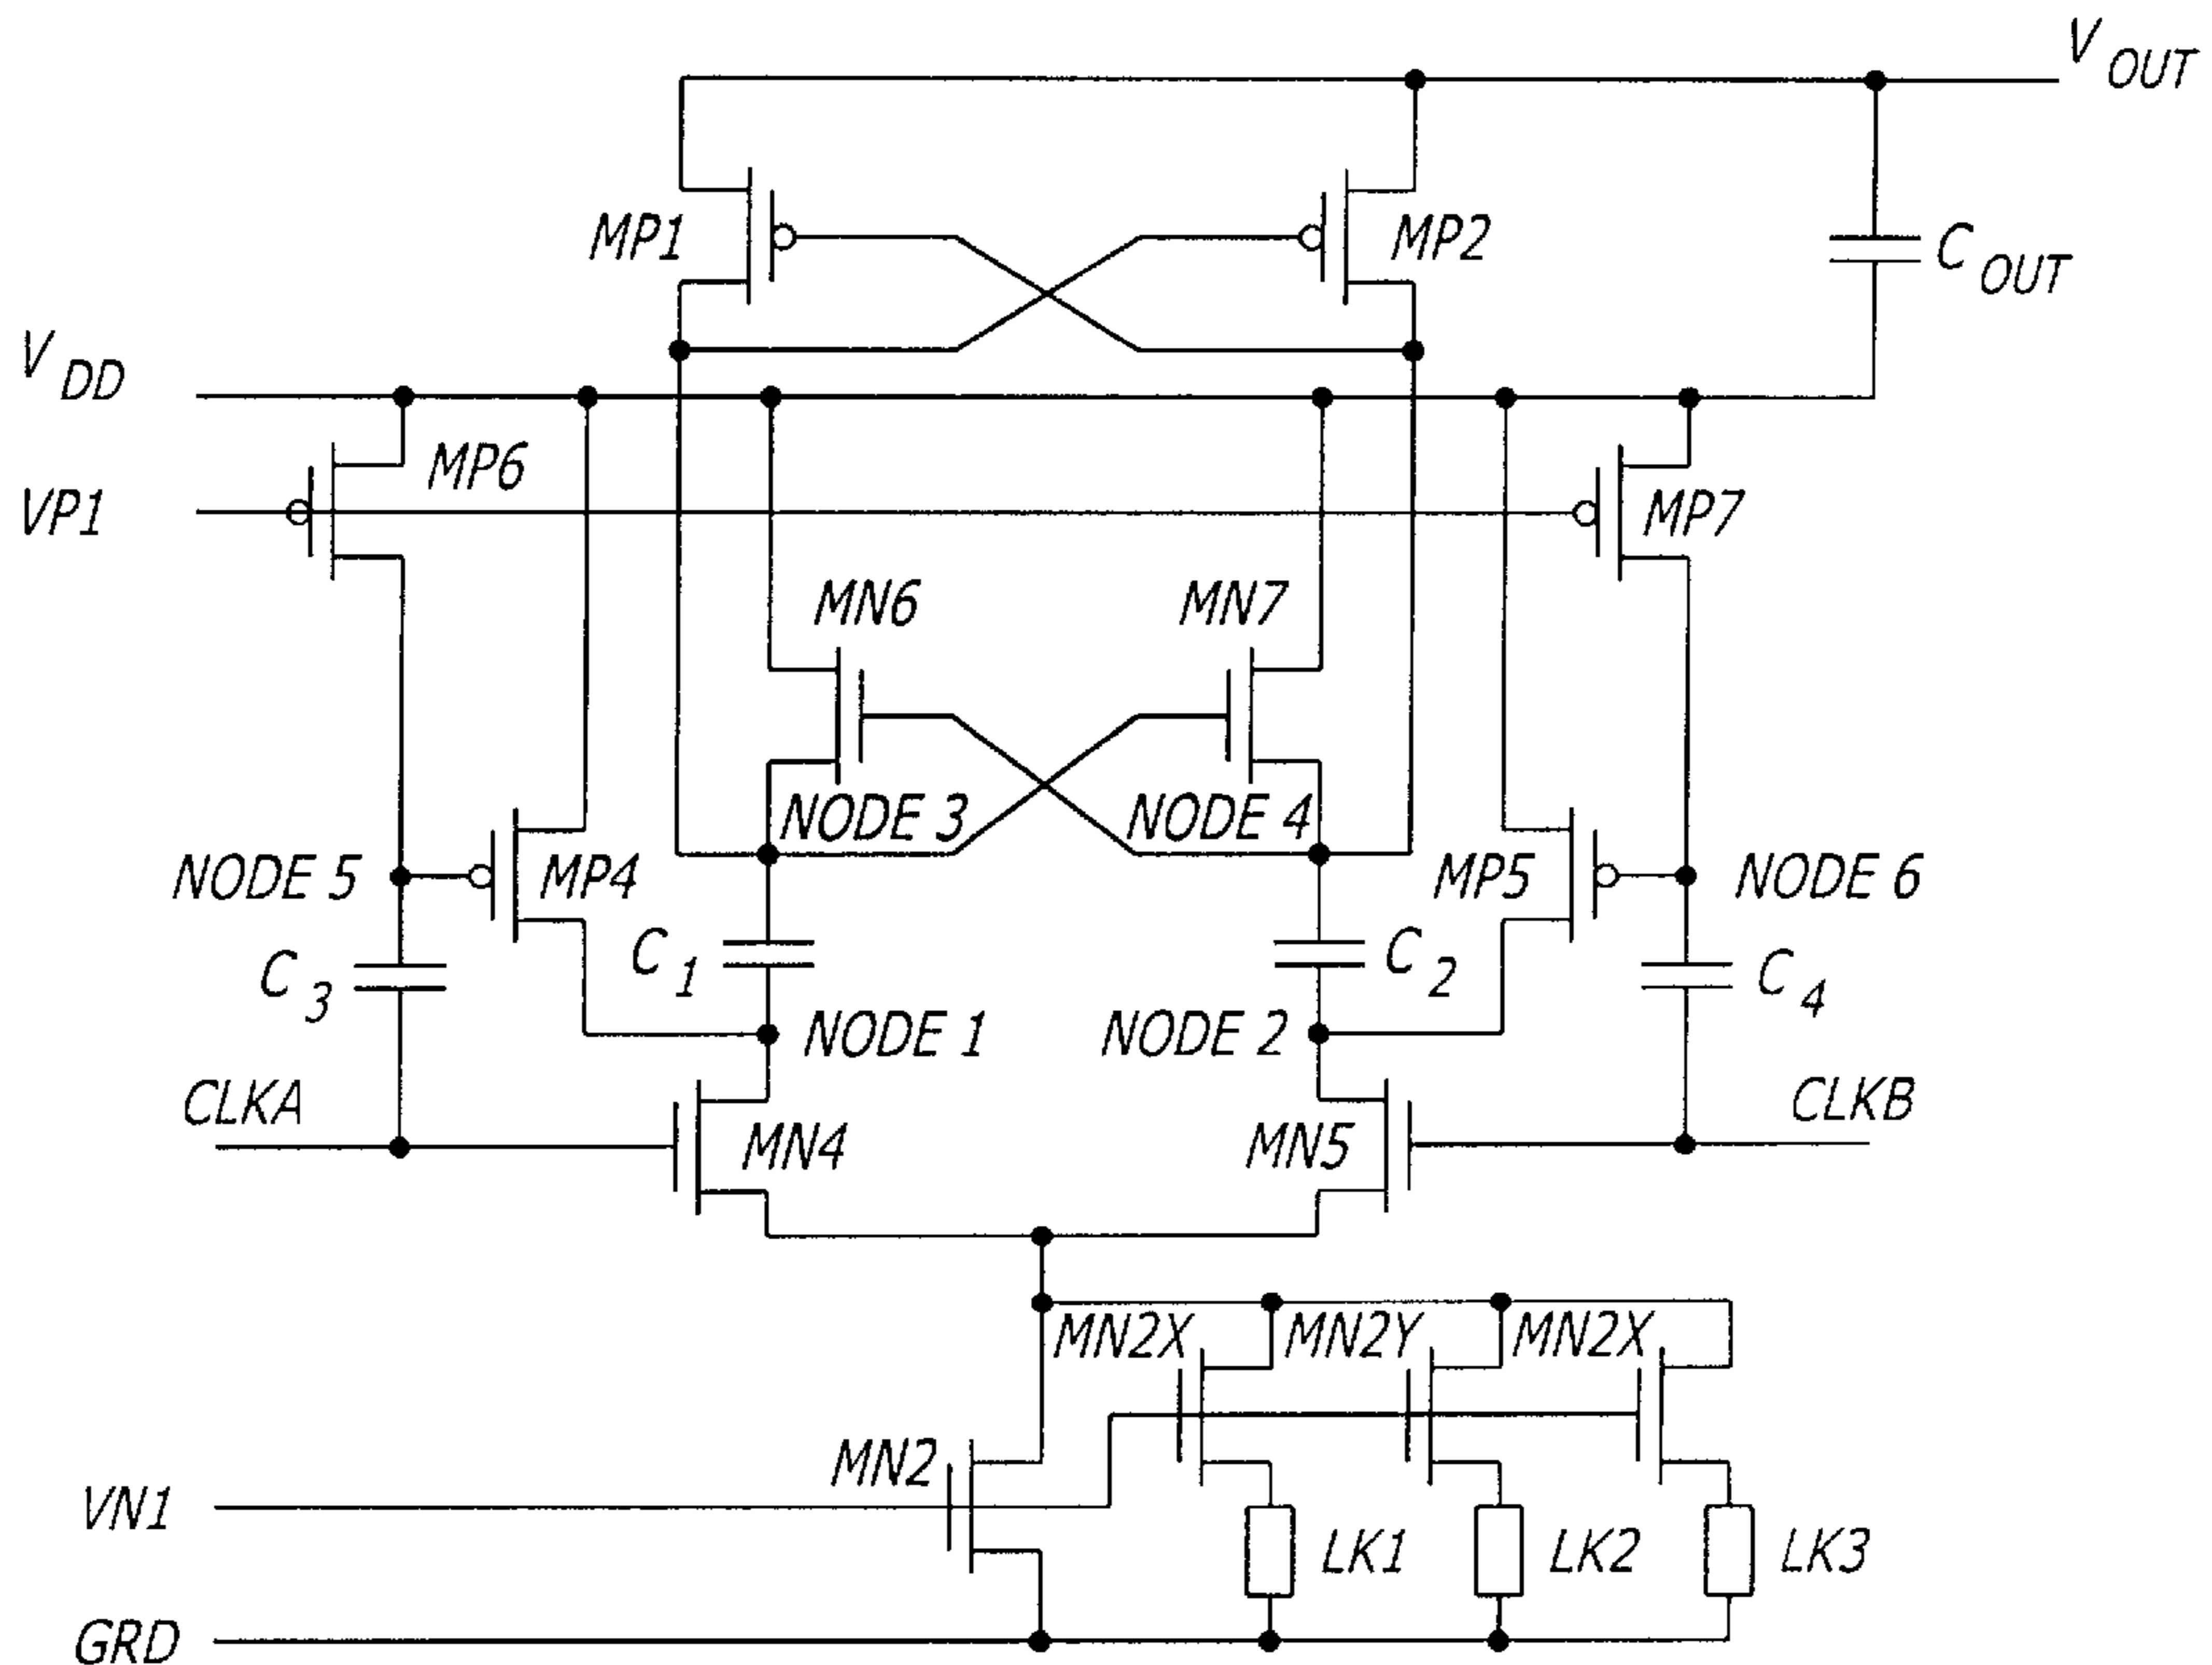 V OUT
MP1
MP2
C OUT
V DD
MP6
VP1
MP7
MN6
MN7
NODE 3
NODE 4
NODE 5
MP4
MP5
NODE 6
C 1
C 2
C 3
C 4
NODE 1
NODE 2
CLKA
CLKB
MN4
MN5
MN2X
MN2Y
MN2X
MN2
VN1
LK1
LK2
LK3
GRD